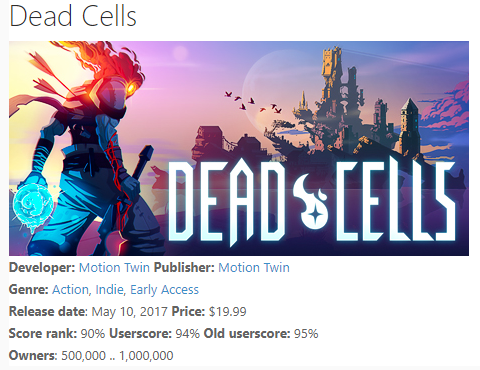 Dead Cells
DEAD CELLS
Developer: Motion Twin Publisher: Motion Twin
Genre: Action, Indie, Early Access
Release date: May 10, 2017 Price: $19.99
Score rank: 90% Userscore: 94% Old userscore: 95%
Owners: 500,000 .. 1,000,000